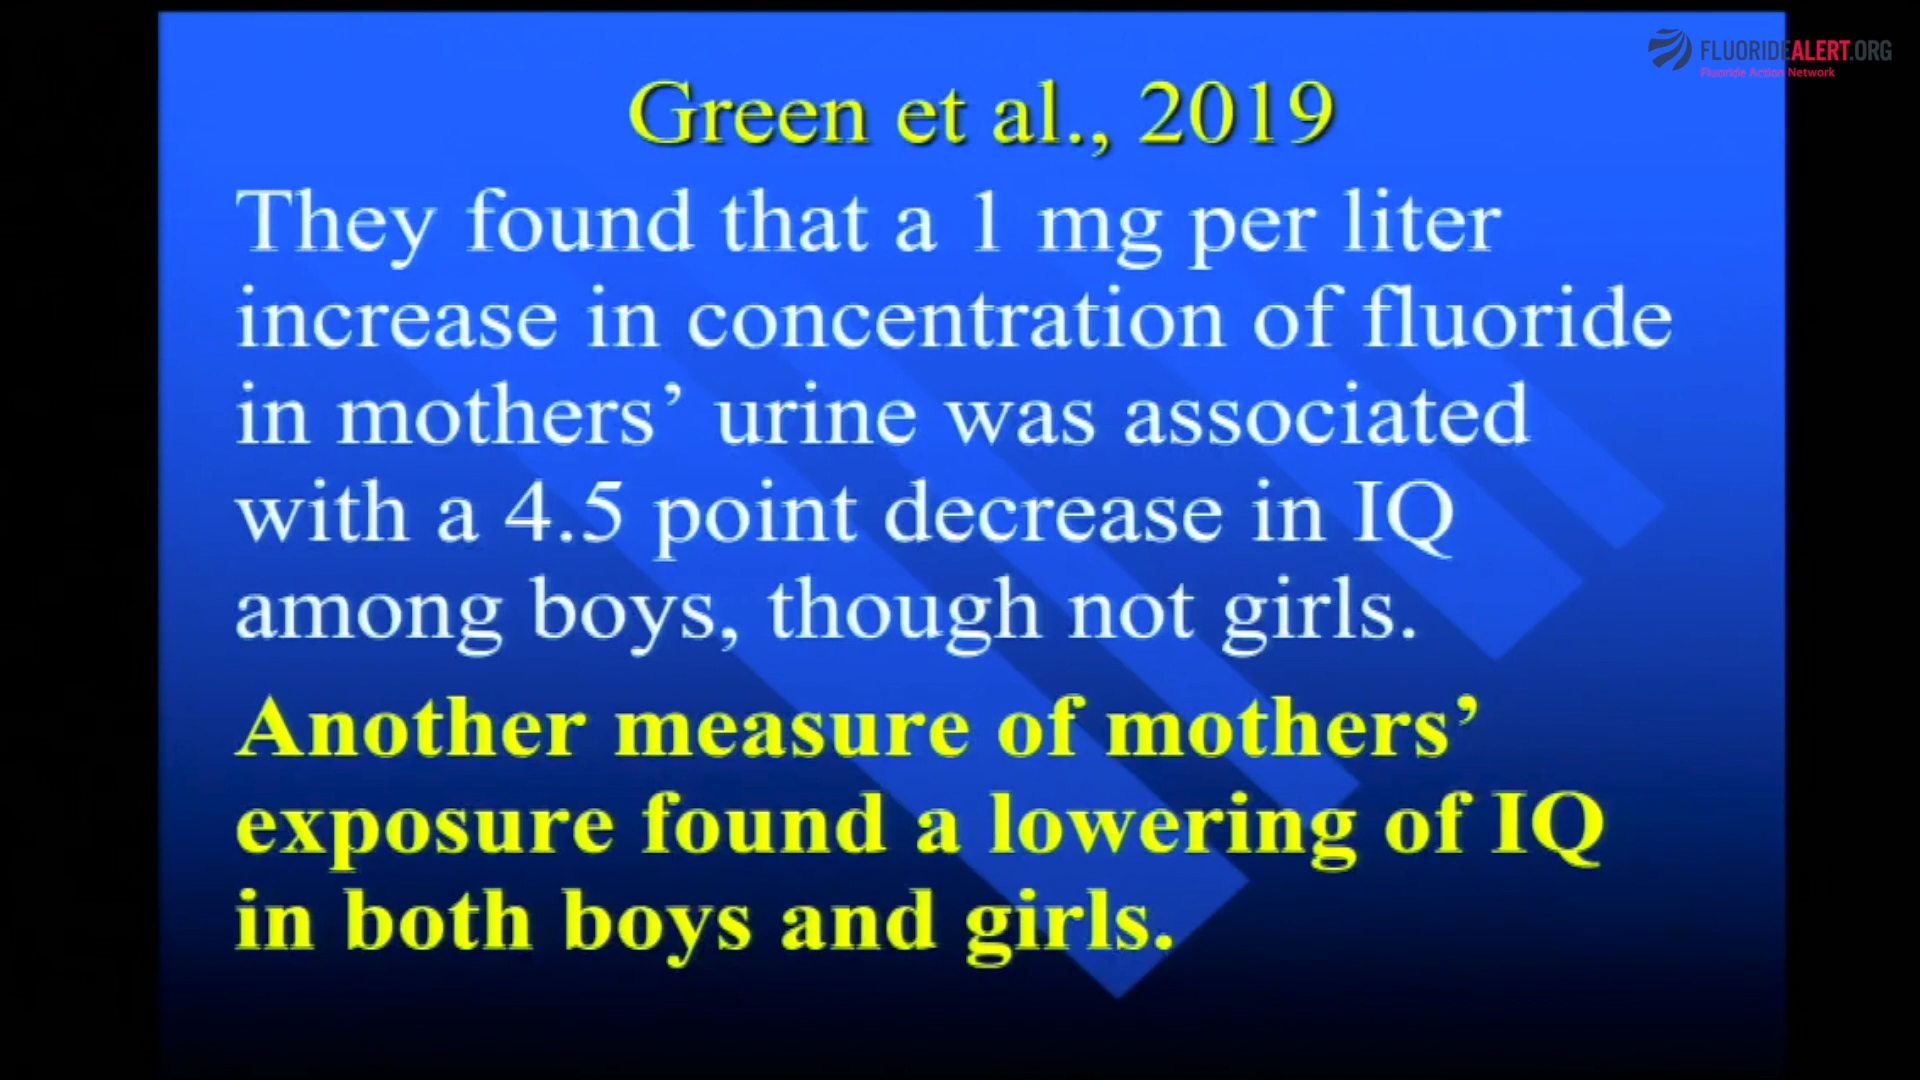 FLUORIDEALERT.ORG
Fluoride Action Network
Green et al., 2019
They found that a 1 mg per liter
increase in concentration of fluoride
in mothers’ urine was associated
with a 4.5 point decrease in IQ
among boys, though not girls.
Another measure of mothers’
exposure found a lowering of IQ
in both boys and girls.